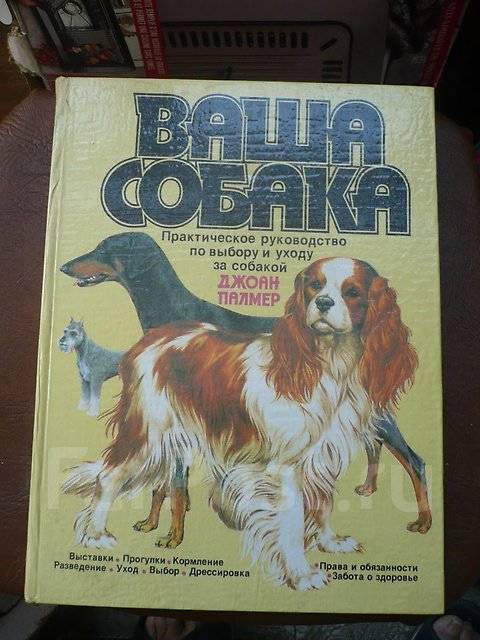 ВАША
СОБАКА
Практическое руководство
по выбору и уходу
за собакой
ДЖОАН
ПАЛМЕР
Выставки • Прогулки • Кормление
Разведение • Уход • Выбор • Дрессировка
• Права и обязанности
• Забота о здоровье